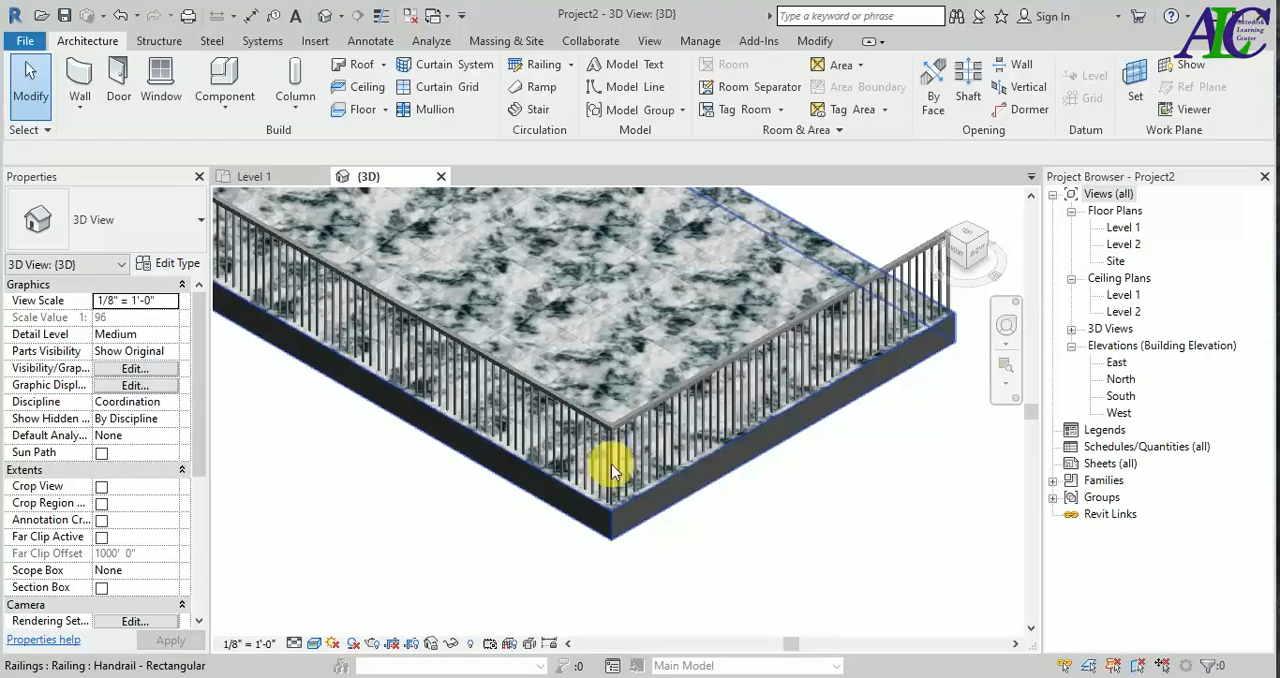 Project2 - 3D View: {3D}
Type a keyword or phrase
Sign In
AlC
Autodesk
Learning
Center
File Architecture Structure Steel Systems Insert Annotate Analyze Massing & Site Collaborate View Manage Add-Ins Modify
Modify
Wall
Door
Window
Component
Column
Roof
Ceiling
Floor
Curtain System
Curtain Grid
Mullion
Railing
Ramp
Stair
Model Text
Model Line
Model Group
Room
Room Separator
Tag Room
Area
Area Boundary
Tag Area
By
Face
Shaft
Wall
Vertical
Dormer
Level
Grid
Set
Show
Ref Plane
Viewer
Select Build Circulation Model Room & Area Opening Datum Work Plane
Properties
Level 1
{3D}
Project Browser - Project2
3D View
3D View: {3D}
Edit Type
Graphics
View Scale 1/8" = 1'-0"
Scale Value 1: 96
Detail Level Medium
Parts Visibility Show Original
Visibility/Grap... Edit...
Graphic Displ... Edit...
Discipline Coordination
Show Hidden ... By Discipline
Default Analy... None
Sun Path
Extents
Crop View
Crop Region ...
Annotation Cr...
Far Clip Active
Far Clip Offset 1000' 0"
Scope Box None
Section Box
Camera
Rendering Set... Edit...
Properties help Apply
Views (all)
Floor Plans
Level 1
Level 2
Site
Ceiling Plans
Level 1
Level 2
3D Views
Elevations (Building Elevation)
East
North
South
West
Legends
Schedules/Quantities (all)
Sheets (all)
Families
Groups
Revit Links
1/8" = 1'-0"
Railings : Railing : Handrail - Rectangular
:0
Main Model
:0